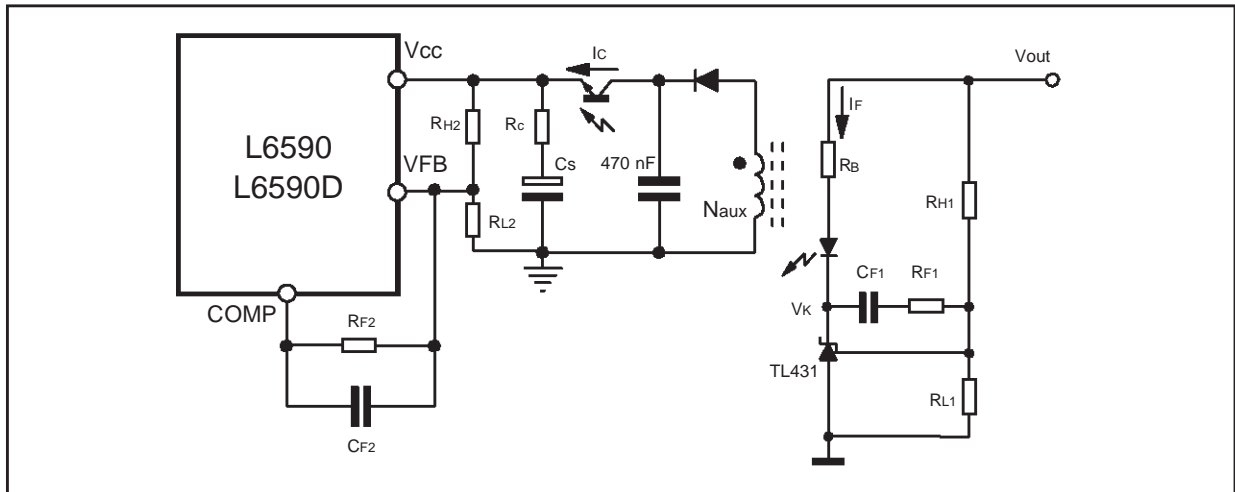 Vcc
IC
Vout
IF
RH2
Rc
Cs
470 nF
L6590
L6590D
VFB
RB
RH1
RL2
Naux
CF1
RF1
VK
COMP
RF2
TL431
RL1
CF2